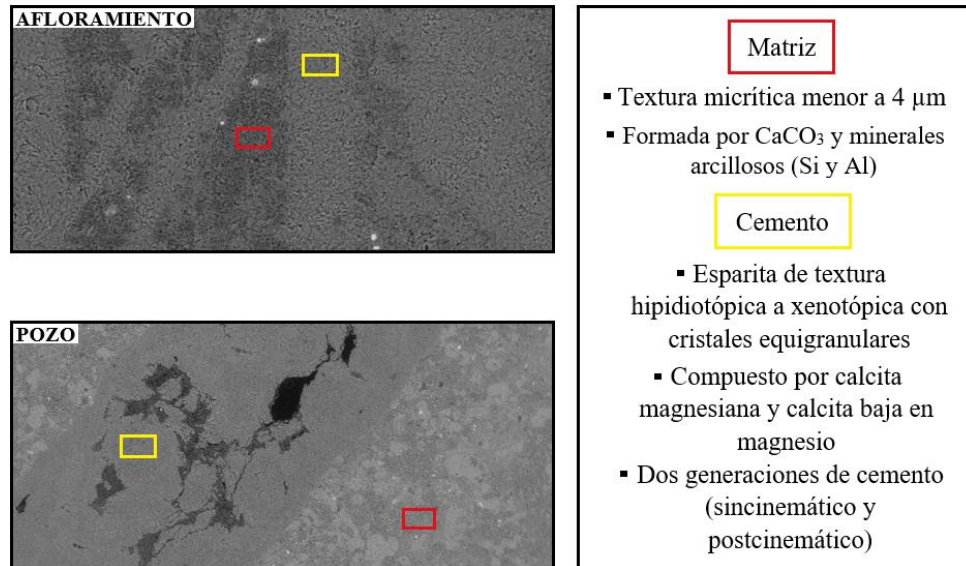 AFLORAMIENTO
POZO
Matriz
▪ Textura micrítica menor a 4 µm
▪ Formada por CaCO₃ y minerales
arcillosos (Si y Al)
Cemento
▪ Esparita de textura
hipidiotópica a xenotópica con
cristales equigranulares
▪ Compuesto por calcita
magnesiana y calcita baja en
magnesio
▪ Dos generaciones de cemento
(sincinemático y
postcinemático)